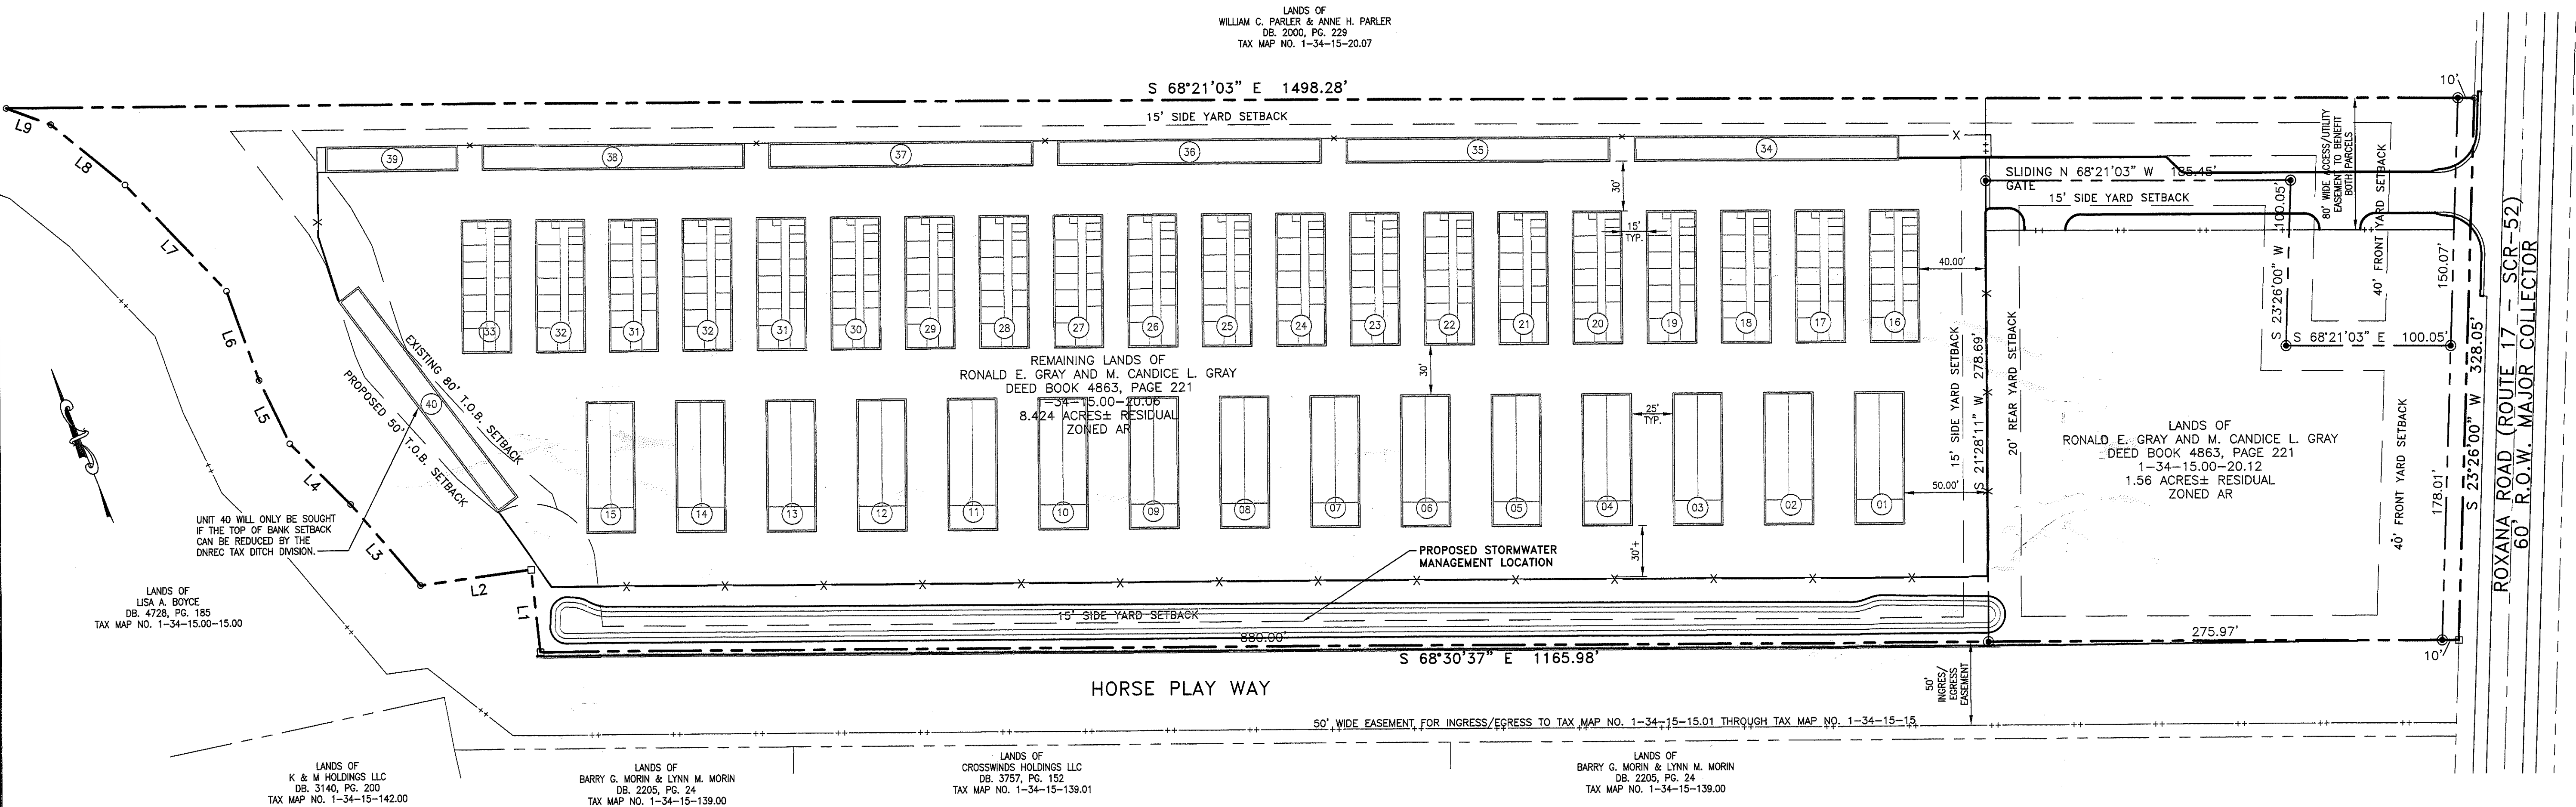 LANDS OF
WILLIAM C. PARLER & ANNE H. PARLER
DB. 2000, PG. 229
TAX MAP NO. 1-34-15-20.07
S 68°21'03" E 1498.28'
10'
15' SIDE YARD SETBACK
L9
L8
L7
L6
L5
L4
L3
L2
L1
39
38
37
36
35
34
30'
SLIDING
GATE
N 68°21'03" W 185.45'
15' SIDE YARD SETBACK
80' WIDE ACCESS/UTILITY
EASEMENT TO BENEFIT
BOTH PARCELS
40' FRONT YARD SETBACK
S 23°26'00" W 100.05'
S 68°21'03" E 100.05'
150.07'
15'
TYP.
40.00'
33
32
31
32
31
30
29
28
27
26
25
24
23
22
21
20
19
18
17
16
EXISTING 80' T.O.B. SETBACK
PROPOSED 50' T.O.B. SETBACK
40
REMAINING LANDS OF
RONALD E. GRAY AND M. CANDICE L. GRAY
DEED BOOK 4863, PAGE 221
1-34-15.00-20.06
8.424 ACRES± RESIDUAL
ZONED AR
30'
25'
TYP.
50.00'
15
14
13
12
11
10
09
08
07
06
05
04
03
02
01
15' SIDE YARD SETBACK
S 21°28'11" W 278.69'
20' REAR YARD SETBACK
LANDS OF
RONALD E. GRAY AND M. CANDICE L. GRAY
DEED BOOK 4863, PAGE 221
1-34-15.00-20.12
1.56 ACRES± RESIDUAL
ZONED AR
40' FRONT YARD SETBACK
178.01'
S 23°26'00" W 328.05'
ROXANA ROAD (ROUTE 17 - SCR-52)
60' R.O.W. MAJOR COLLECTOR
UNIT 40 WILL ONLY BE SOUGHT
IF THE TOP OF BANK SETBACK
CAN BE REDUCED BY THE
DNREC TAX DITCH DIVISION.
30'+
PROPOSED STORMWATER
MANAGEMENT LOCATION
LANDS OF
LISA A. BOYCE
DB. 4728, PG. 185
TAX MAP NO. 1-34-15.00-15.00
15' SIDE YARD SETBACK
880.00'
275.97'
10'
S 68°30'37" E 1165.98'
HORSE PLAY WAY
50'
INGRES/
EGRESS
EASEMENT
50' WIDE EASEMENT FOR INGRESS/EGRESS TO TAX MAP NO. 1-34-15-15.01 THROUGH TAX MAP NO. 1-34-15-15
LANDS OF
K & M HOLDINGS LLC
DB. 3140, PG. 200
TAX MAP NO. 1-34-15-142.00
LANDS OF
BARRY G. MORIN & LYNN M. MORIN
DB. 2205, PG. 24
TAX MAP NO. 1-34-15-139.00
LANDS OF
CROSSWINDS HOLDINGS LLC
DB. 3757, PG. 152
TAX MAP NO. 1-34-15-139.01
LANDS OF
BARRY G. MORIN & LYNN M. MORIN
DB. 2205, PG. 24
TAX MAP NO. 1-34-15-139.00